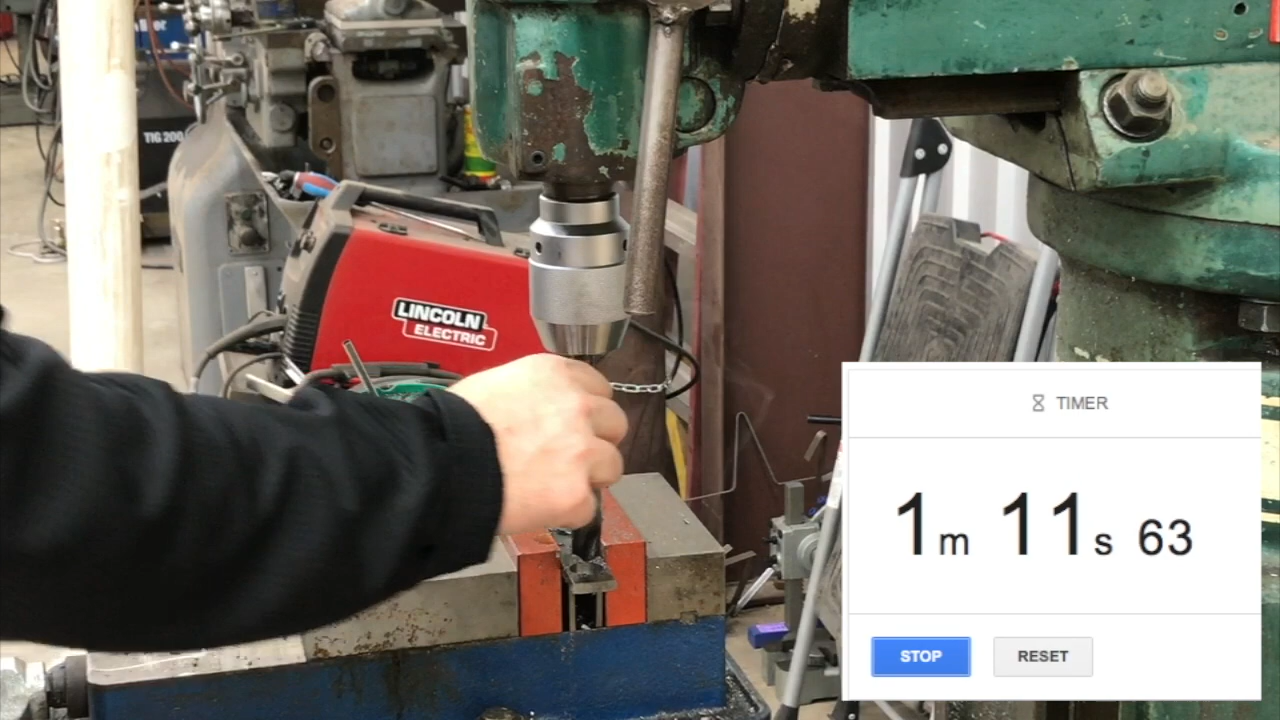 TIG 200
LINCOLN
ELECTRIC
TIMER
1m 11s 63
STOP
RESET